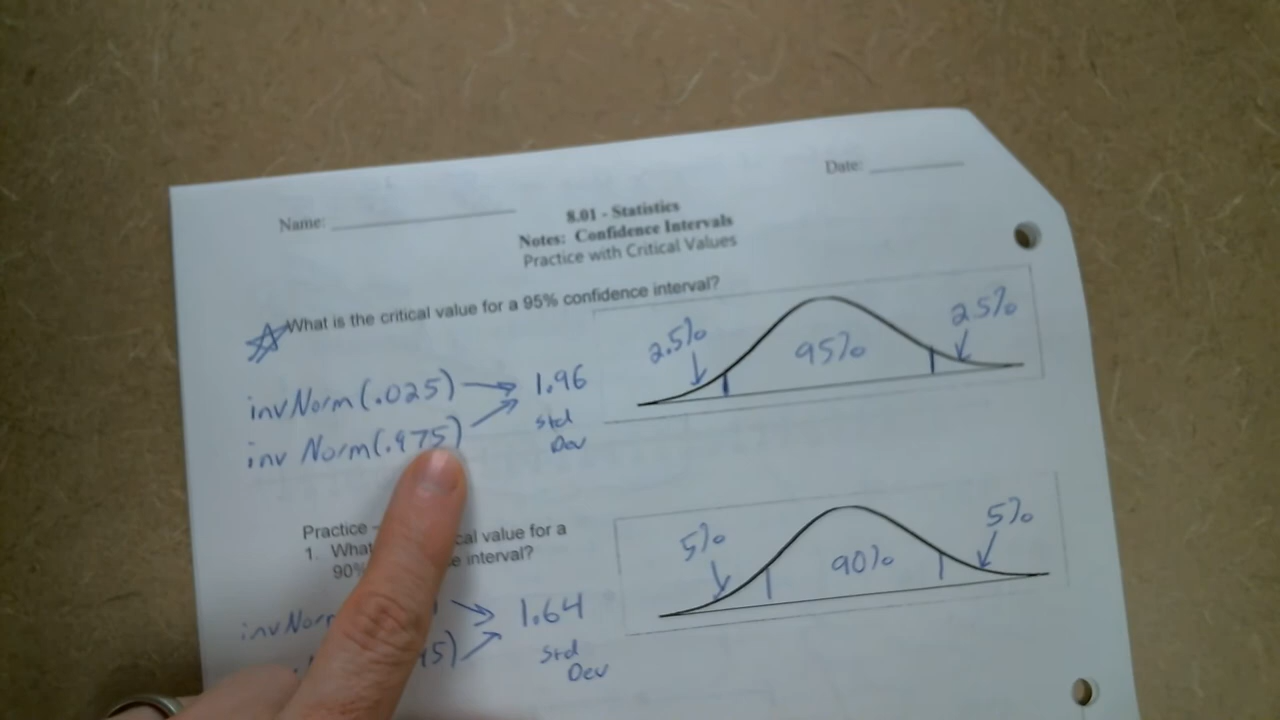 Name:
Date:
8.01 - Statistics
Notes: Confidence Intervals
Practice with Critical Values
What is the critical value for a 95% confidence interval?
2.5%
95%
2.5%
invNorm(.025)
1.96
std
Dev
inv Norm(.975)
Practice
1. What cal value for a
90% e interval?
5%
90%
5%
invNorm
1.64
Std
Dev